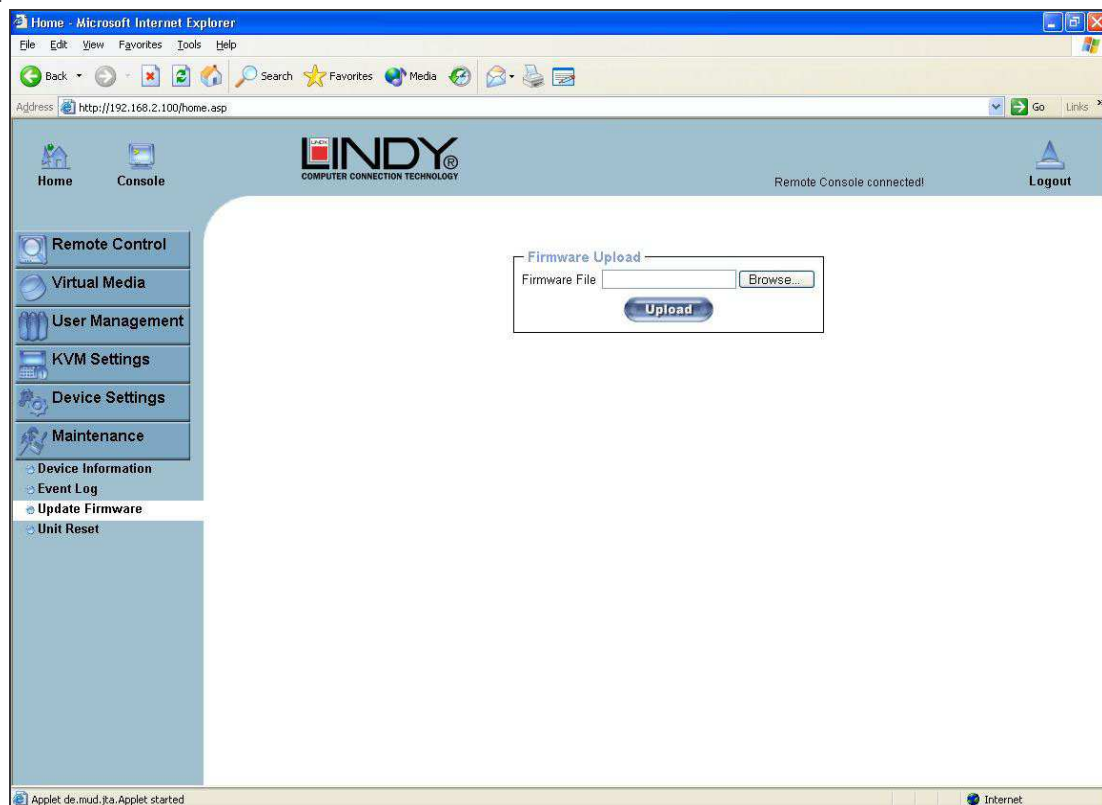 Home - Microsoft Internet Explorer
File Edit View Favorites Tools Help
Back Search Favorites Media
Address http://192.168.2.100/home.asp Go Links »
LINDY®
COMPUTER CONNECTION TECHNOLOGY
Home Console Remote Console connected! Logout
Remote Control
Virtual Media
User Management
KVM Settings
Device Settings
Maintenance
Device Information
Event Log
Update Firmware
Unit Reset
Firmware Upload
Firmware File Browse...
Upload
Applet de.mud.jta.Applet started Internet